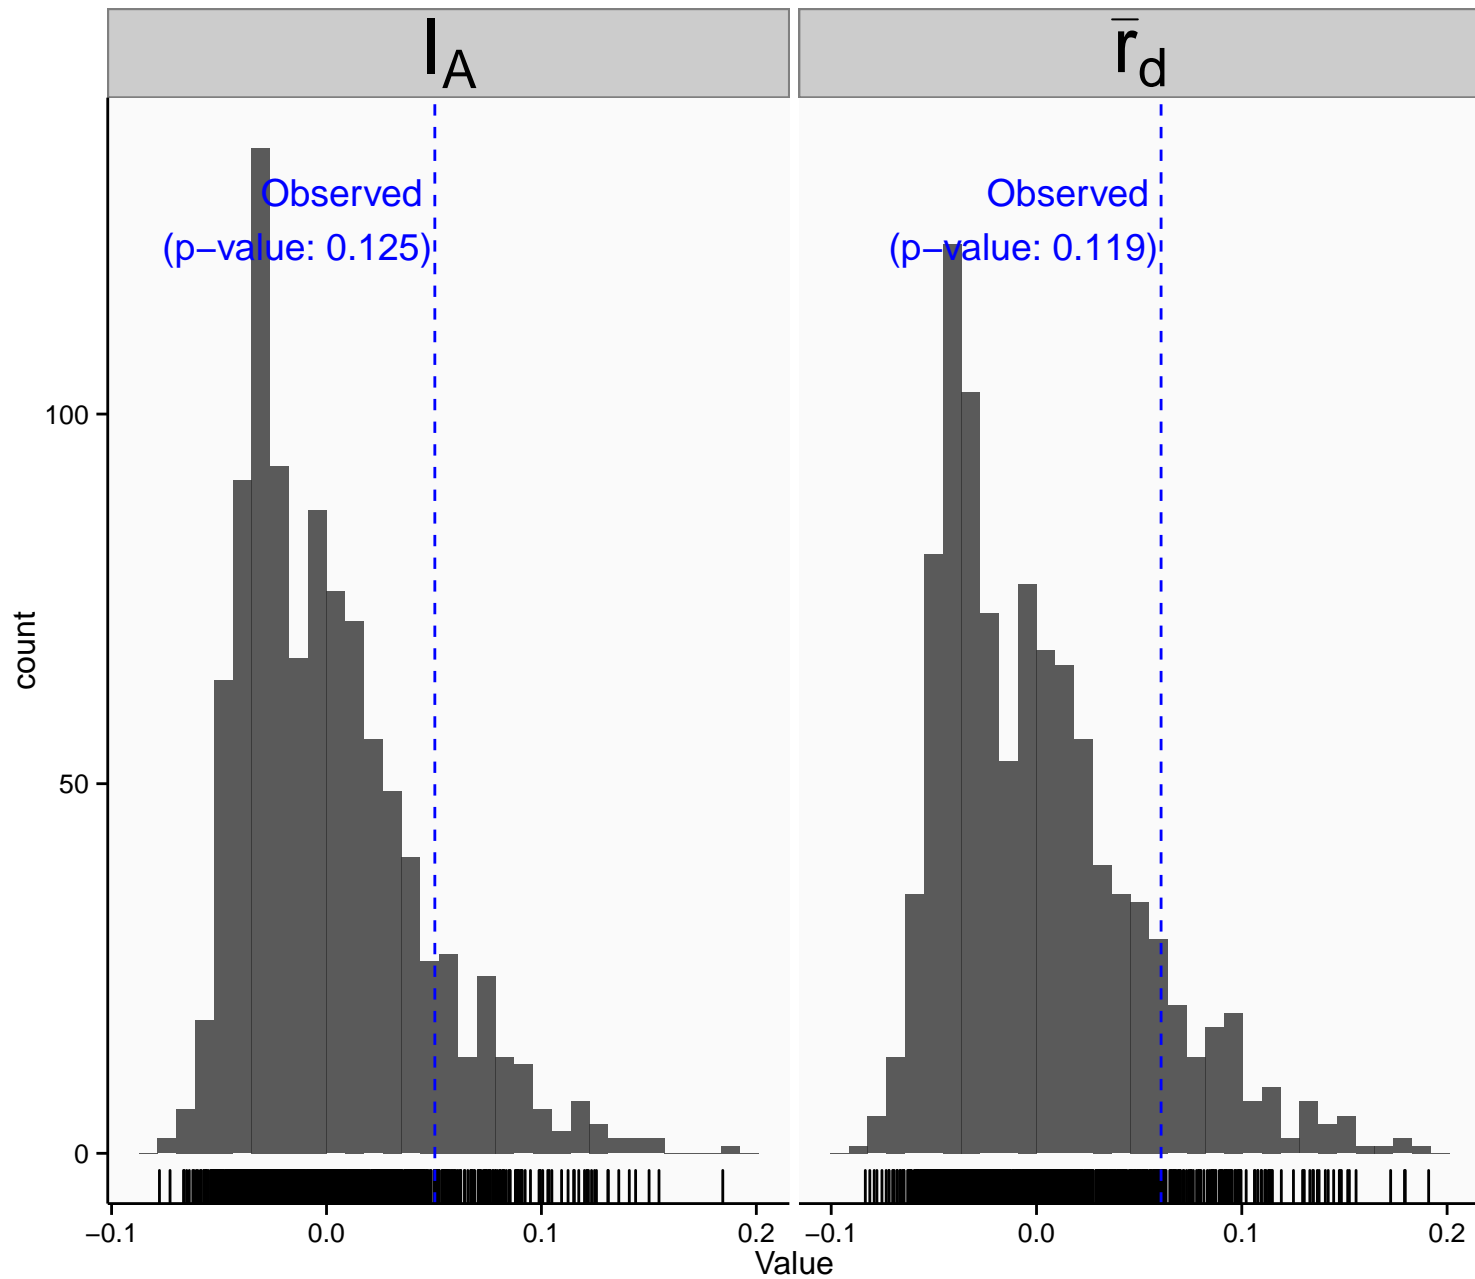 I_A
r̅_d
Observed
(p−value: 0.125)
Observed
(p−value: 0.119)
count
100
50
0
−0.1 0.0 0.1 0.2
−0.1 0.0 0.1 0.2
Value